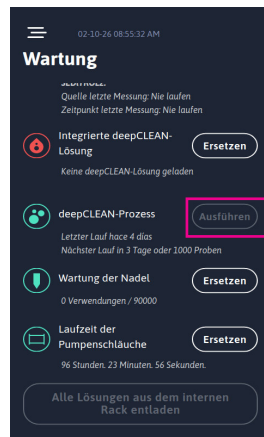 02-10-26 08:55:32 AM
Wartung
Quelle letzte Messung: Nie laufen
Zeitpunkt letzte Messung: Nie laufen
Integrierte deepCLEAN-
Lösung
Ersetzen
Keine deepCLEAN-Lösung geladen
deepCLEAN-Prozess
Ausführen
Letzter Lauf hace 4 días
Nächster Lauf in 3 Tage oder 1000 Proben
Wartung der Nadel
Ersetzen
0 Verwendungen / 90000
Laufzeit der
Pumpenschläuche
Ersetzen
96 Stunden. 23 Minuten. 56 Sekunden.
Alle Lösungen aus dem internen
Rack entladen